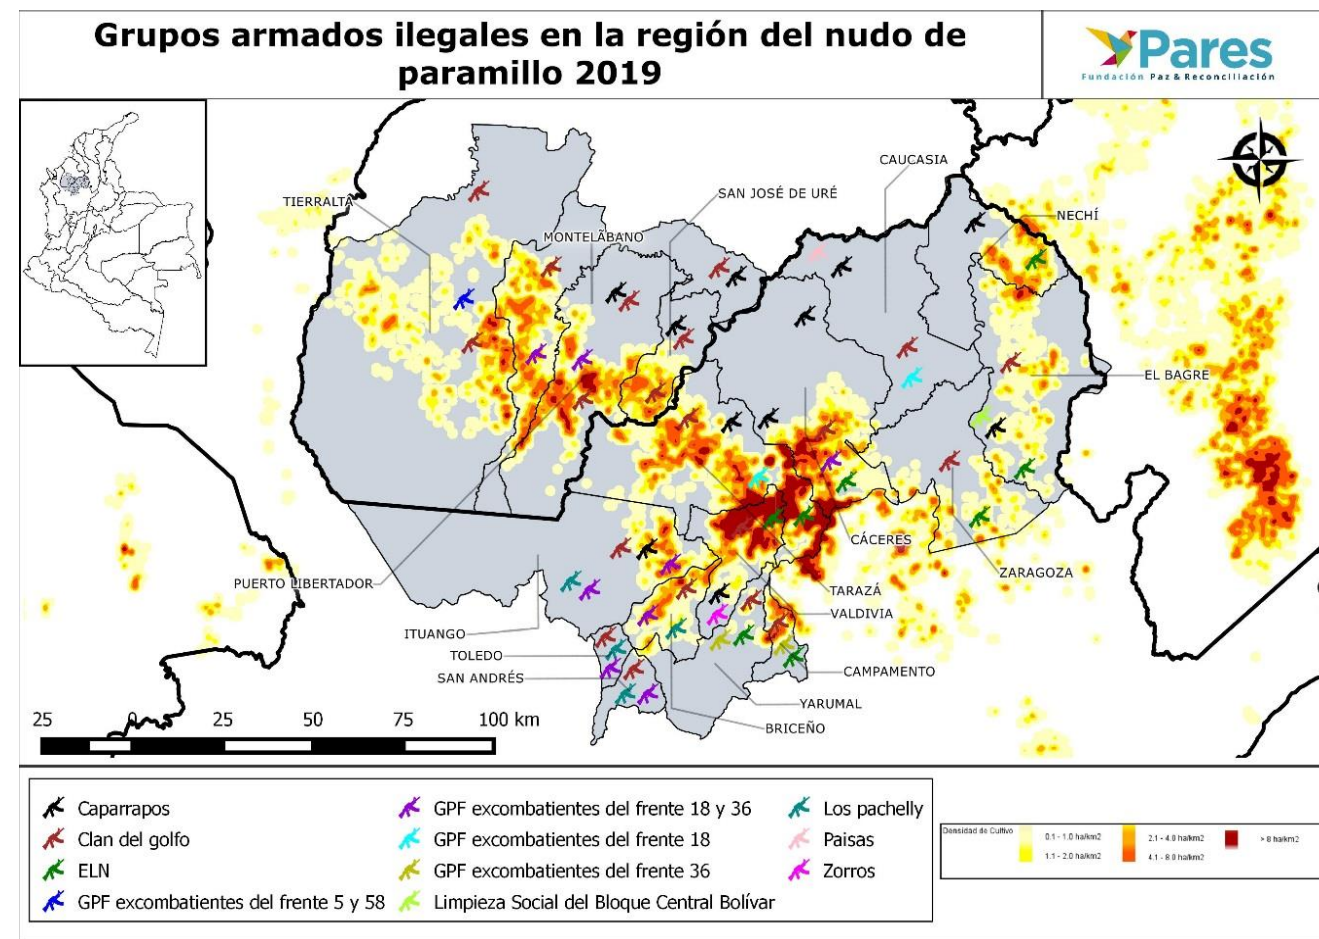 Grupos armados ilegales en la región del nudo de
paramillo 2019
Pares
Fundación Paz & Reconciliación
CAUCASIA
SAN JOSÉ DE URÉ
TIERRALTA
NECHÍ
MONTELÃBANO
EL BAGRE
CÁCERES
ZARAGOZA
PUERTO LIBERTADOR
TARAZÁ
VALDIVIA
ITUANGO
TOLEDO
CAMPAMENTO
SAN ANDRÉS
YARUMAL
BRICEÑO
25 0 25 50 75 100 km
Caparrapos
Clan del golfo
ELN
GPF excombatientes del frente 5 y 58
GPF excombatientes del frente 18 y 36
GPF excombatientes del frente 18
GPF excombatientes del frente 36
Limpieza Social del Bloque Central Bolívar
Los pachelly
Paisas
Zorros
Densidad de Cultivo
0.1 - 1.0 ha/km2
1.1 - 2.0 ha/km2
2.1 - 4.0 ha/km2
4.1 - 8.0 ha/km2
> 8 ha/km2